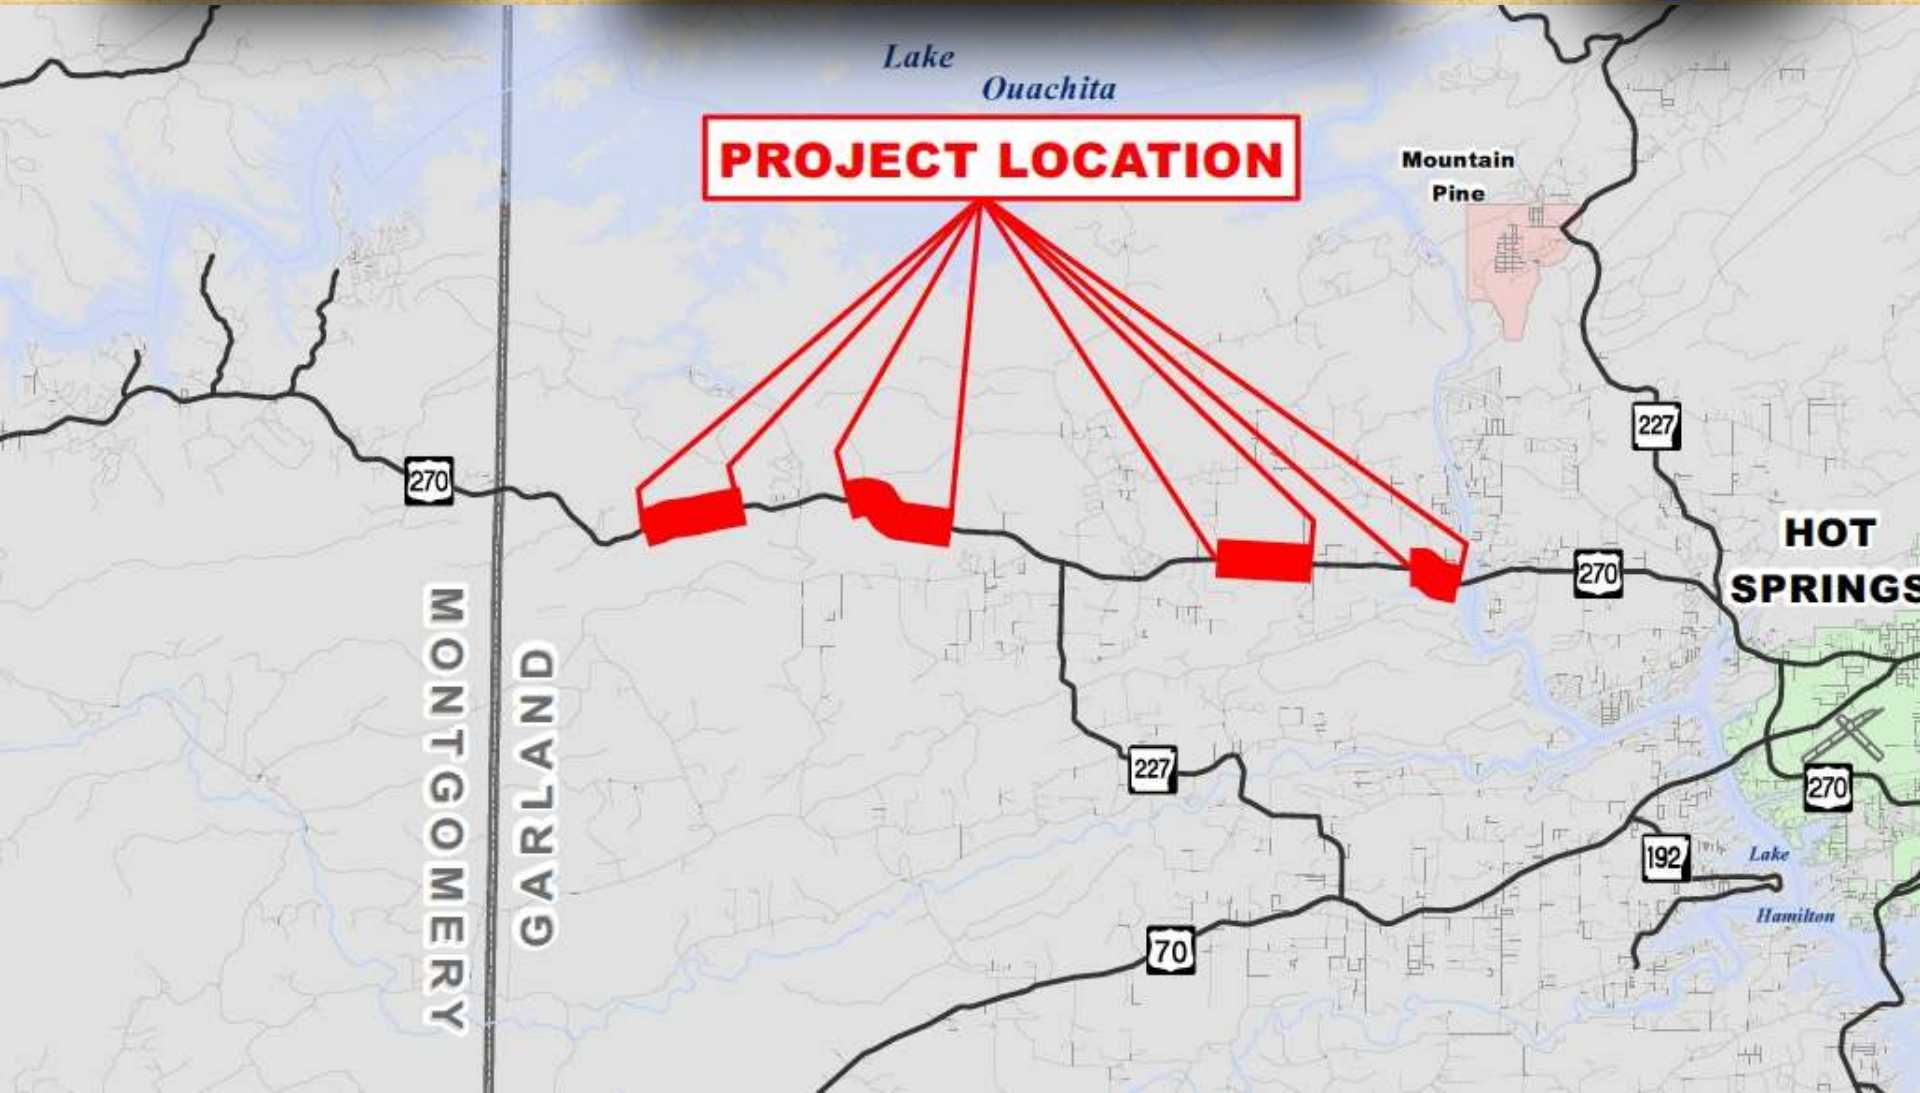 Lake
Ouachita
PROJECT LOCATION
Mountain
Pine
227
270
HOT
SPRINGS
270
MONTGOMERY
GARLAND
227
270
192
Lake
Hamilton
70